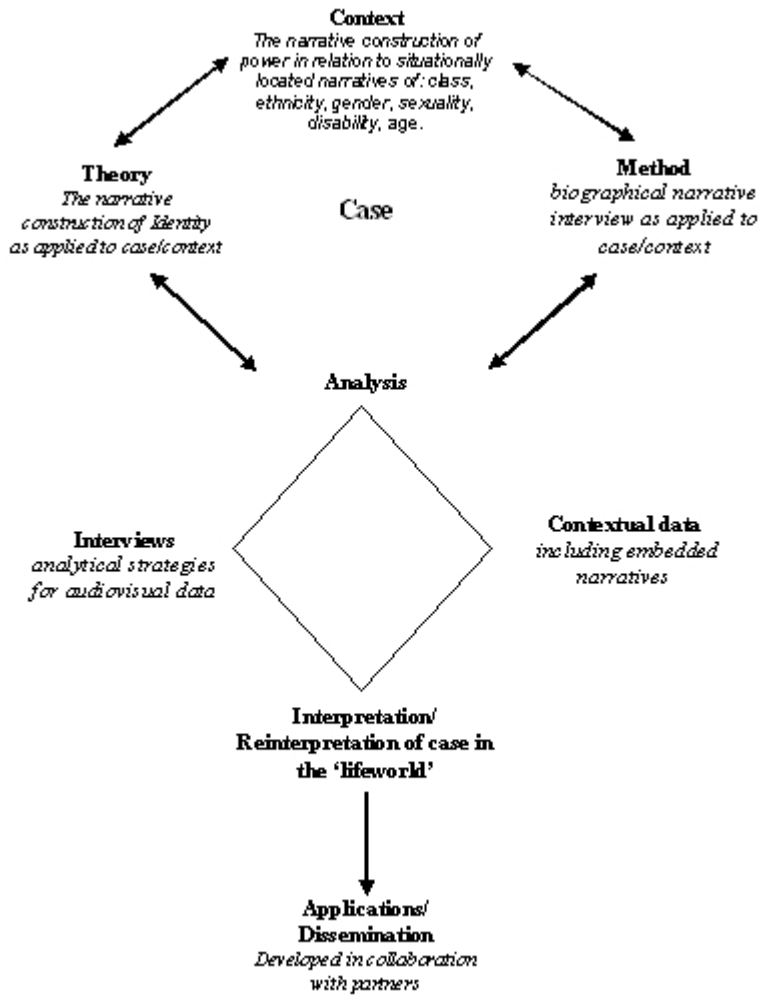 Context
The narrative construction of
power in relation to situationally
located narratives of: class,
ethnicity, gender, sexuality,
disability, age.
Theory
The narrative
construction of Identity
as applied to case/context
Case
Method
biographical narrative
interview as applied to
case/context
Analysis
Interviews
analytical strategies
for audiovisual data
Contextual data
including embedded
narratives
Interpretation/
Reinterpretation of case in
the ‘lifeworld’
Applications/
Dissemination
Developed in collaboration
with partners